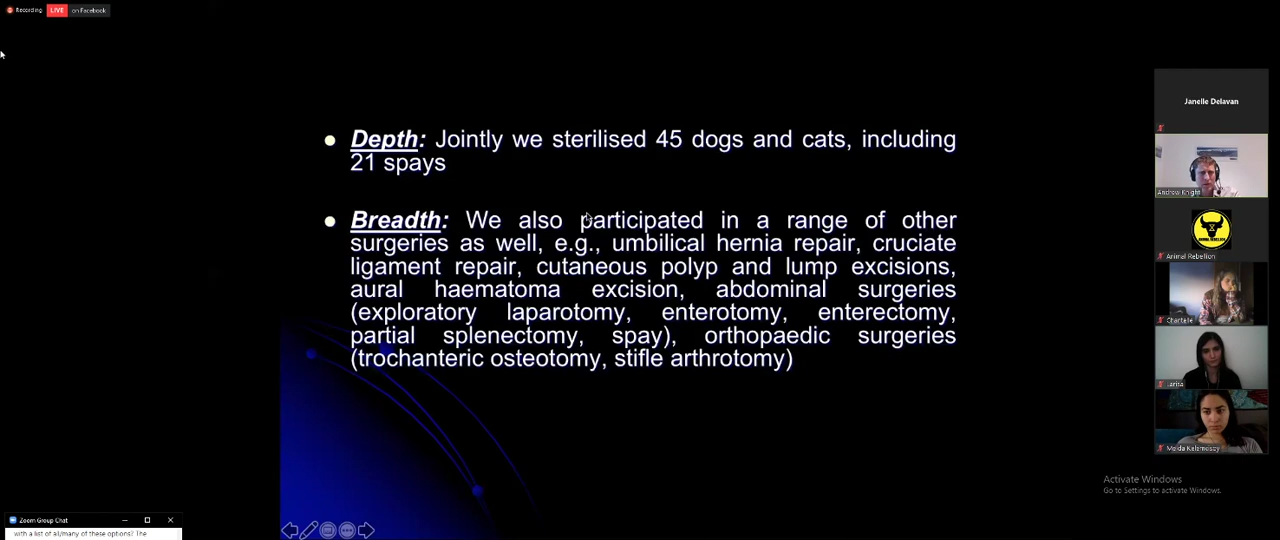 Recording
LIVE
on Facebook
Depth: Jointly we sterilised 45 dogs and cats, including
21 spays
Breadth: We also participated in a range of other
surgeries as well, e.g., umbilical hernia repair, cruciate
ligament repair, cutaneous polyp and lump excisions,
aural haematoma excision, abdominal surgeries
(exploratory laparotomy, enterotomy, enterectomy,
partial splenectomy, spay), orthopaedic surgeries
(trochanteric osteotomy, stifle arthrotomy)
Janelle Delavan
Andrew Knight
Animal Rebellion
Chantelle
Activate Windows
Go to Settings to activate Windows.
Zoom Group Chat
with a list of all/many of these options? The